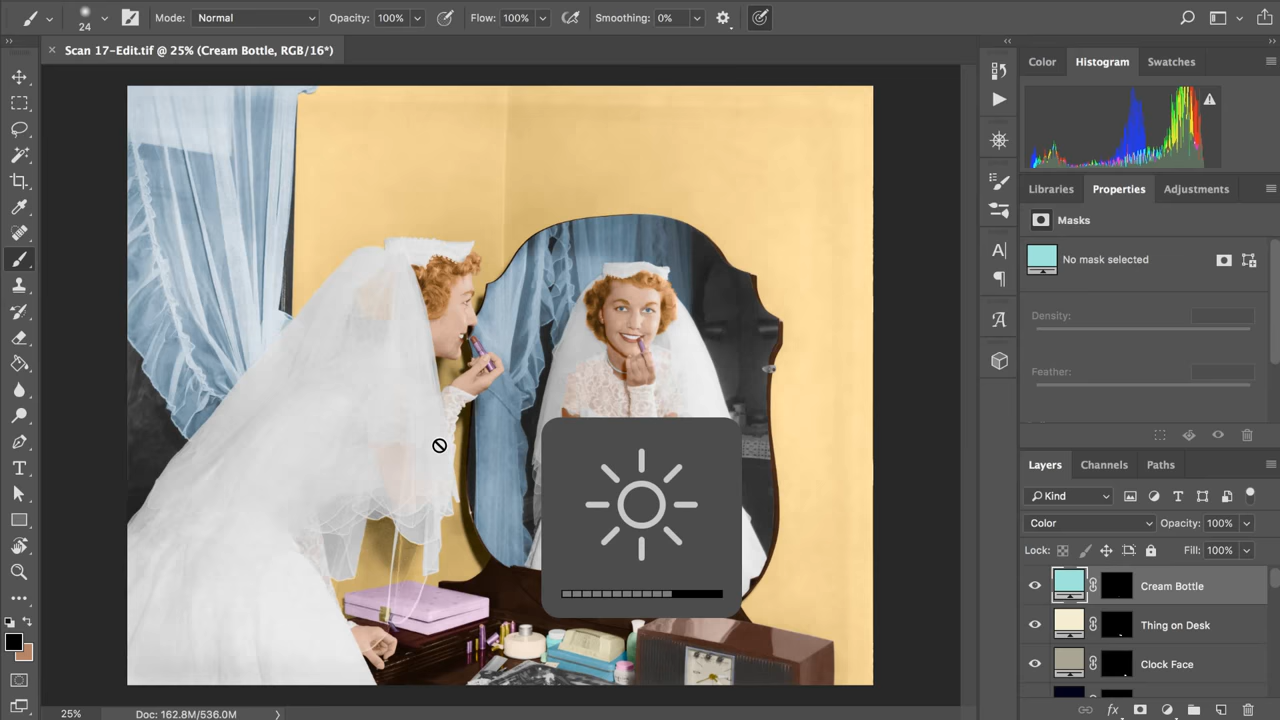 24 Mode: Normal Opacity: 100% Flow: 100% Smoothing: 0%
Scan 17-Edit.tif @ 25% (Cream Bottle, RGB/16*)
Color Histogram Swatches
Libraries Properties Adjustments
Masks
No mask selected
Density:
Feather:
Layers Channels Paths
Kind
Color Opacity: 100%
Lock: Fill: 100%
Cream Bottle
Thing on Desk
Clock Face
25% Doc: 162.8M/536.0M